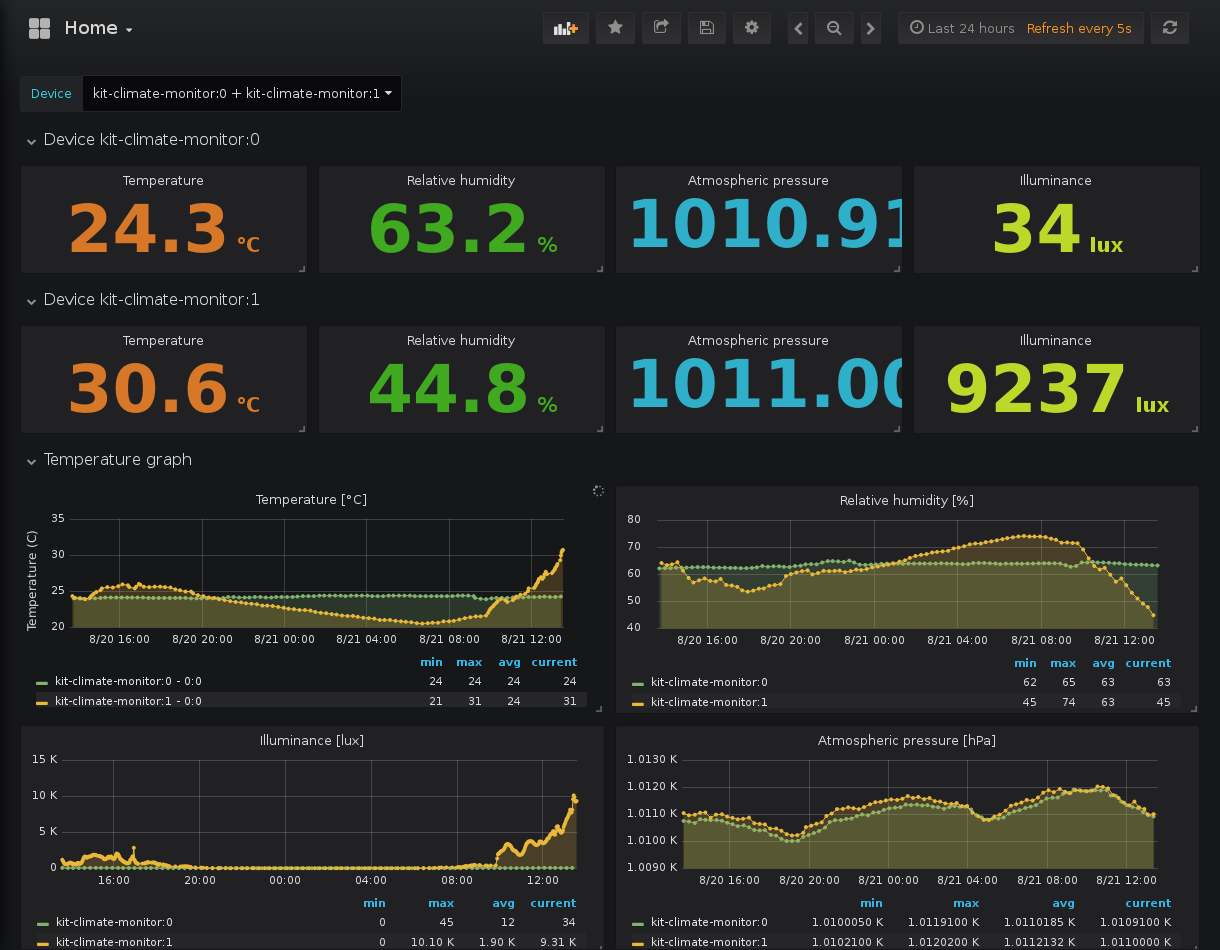 Home
Last 24 hours Refresh every 5s
Device kit-climate-monitor:0 + kit-climate-monitor:1
Device kit-climate-monitor:0
Temperature Relative humidity Atmospheric pressure Illuminance
24.3 °C 63.2 % 1010.91 34 lux
Device kit-climate-monitor:1
Temperature Relative humidity Atmospheric pressure Illuminance
30.6 °C 44.8 % 1011.00 9237 lux
Temperature graph
Temperature [°C]
Temperature (C)
35
30
25
20
8/20 16:00 8/20 20:00 8/21 00:00 8/21 04:00 8/21 08:00 8/21 12:00
min max avg current
kit-climate-monitor:0 - 0:0 24 24 24 24
kit-climate-monitor:1 - 0:0 21 31 24 31
Relative humidity [%]
80
70
60
50
40
8/20 16:00 8/20 20:00 8/21 00:00 8/21 04:00 8/21 08:00 8/21 12:00
min max avg current
kit-climate-monitor:0 62 65 63 63
kit-climate-monitor:1 45 74 63 45
Illuminance [lux]
15 K
10 K
5 K
0
16:00 20:00 00:00 04:00 08:00 12:00
min max avg current
kit-climate-monitor:0 0 45 12 34
kit-climate-monitor:1 0 10.10 K 1.90 K 9.31 K
Atmospheric pressure [hPa]
1.0130 K
1.0120 K
1.0110 K
1.0100 K
1.0090 K
8/20 16:00 8/20 20:00 8/21 00:00 8/21 04:00 8/21 08:00 8/21 12:00
min max avg current
kit-climate-monitor:0 1.0100050 K 1.0119100 K 1.0110185 K 1.0109100 K
kit-climate-monitor:1 1.0102100 K 1.0120200 K 1.0112132 K 1.0110000 K